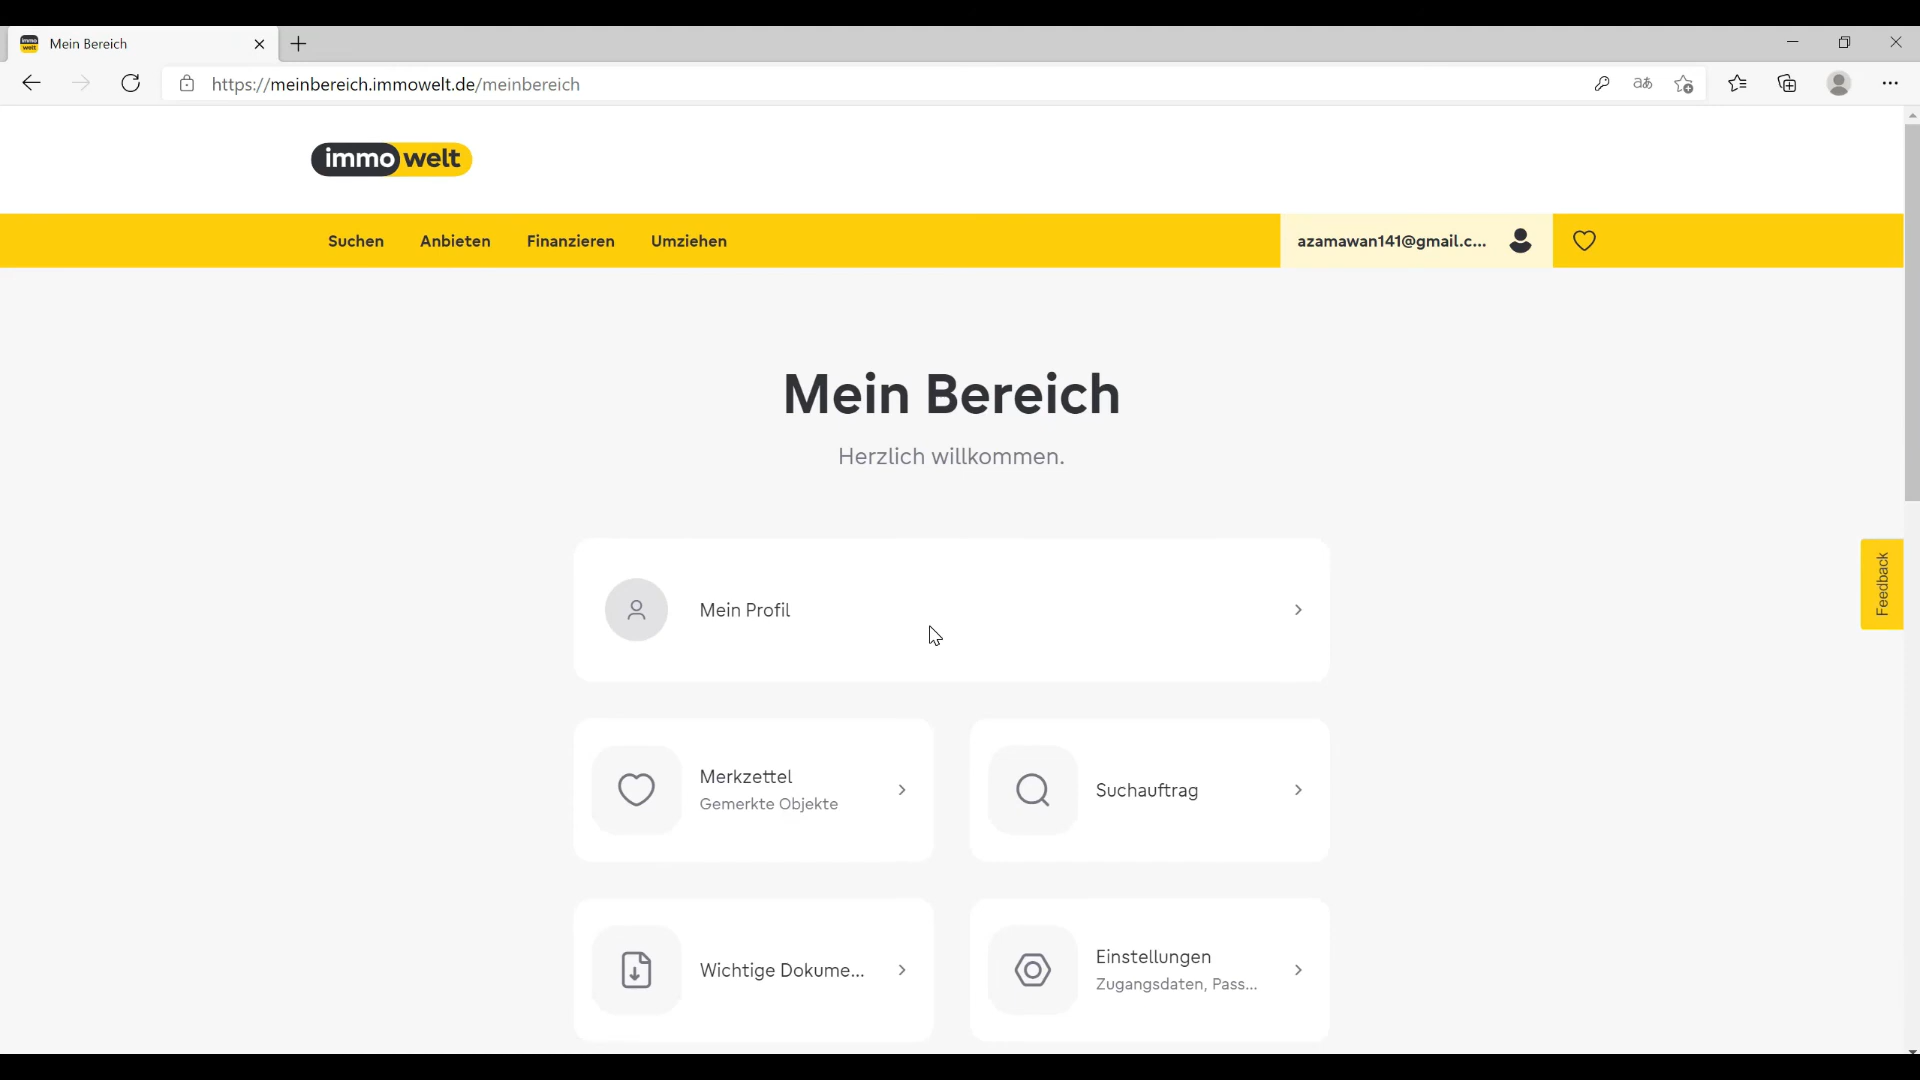 Mein Bereich
https://meinbereich.immowelt.de/meinbereich
immowelt
Suchen Anbieten Finanzieren Umziehen azamawan141@gmail.c...
Mein Bereich
Herzlich willkommen.
Feedback
Mein Profil
Merkzettel
Gemerkte Objekte
Suchauftrag
Wichtige Dokume...
Einstellungen
Zugangsdaten, Pass...